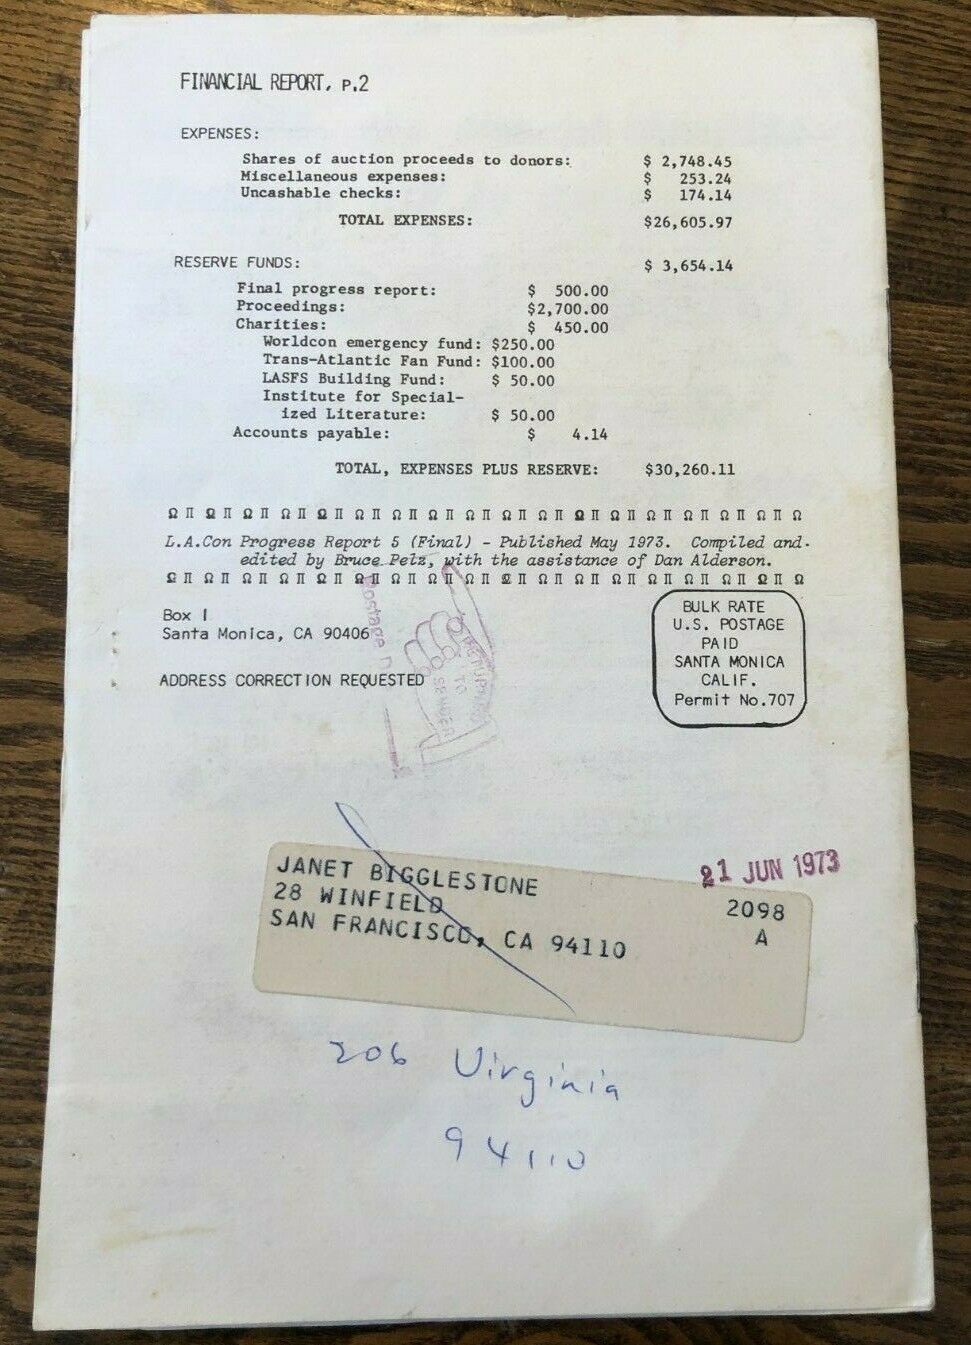 FINANCIAL REPORT, P.2
EXPENSES:
Shares of auction proceeds to donors: $ 2,748.45
Miscellaneous expenses: $ 253.24
Uncashable checks: $ 174.14
TOTAL EXPENSES: $26,605.97
RESERVE FUNDS: $ 3,654.14
Final progress report: $ 500.00
Proceedings: $2,700.00
Charities: $ 450.00
Worldcon emergency fund: $250.00
Trans-Atlantic Fan Fund: $100.00
LASFS Building Fund: $ 50.00
Institute for Special-
ized Literature: $ 50.00
Accounts payable: $ 4.14
TOTAL, EXPENSES PLUS RESERVE: $30,260.11
Ω Π Ω Π Ω Π Ω Π Ω Π Ω Π Ω Π Ω Π Ω Π Ω Π Ω Π Ω Π Ω Π Ω Π Ω Π Ω Π Ω Π Ω
L.A.Con Progress Report 5 (Final) - Published May 1973. Compiled and
edited by Bruce Pelz, with the assistance of Dan Alderson.
Ω Π Ω Π Ω Π Ω Π Ω Π Ω Π Ω Π Ω Π Ω Π Ω Π Ω Π Ω Π Ω Π Ω Π Ω Π Ω Π Ω Π Ω
Box 1
Santa Monica, CA 90406
ADDRESS CORRECTION REQUESTED
Postage D
RETURNED
TO
SENDER
BULK RATE
U.S. POSTAGE
PAID
SANTA MONICA
CALIF.
Permit No.707
21 JUN 1973
JANET BIGGLESTONE
28 WINFIELD 2098
SAN FRANCISCO, CA 94110 A
206 Virginia
94110